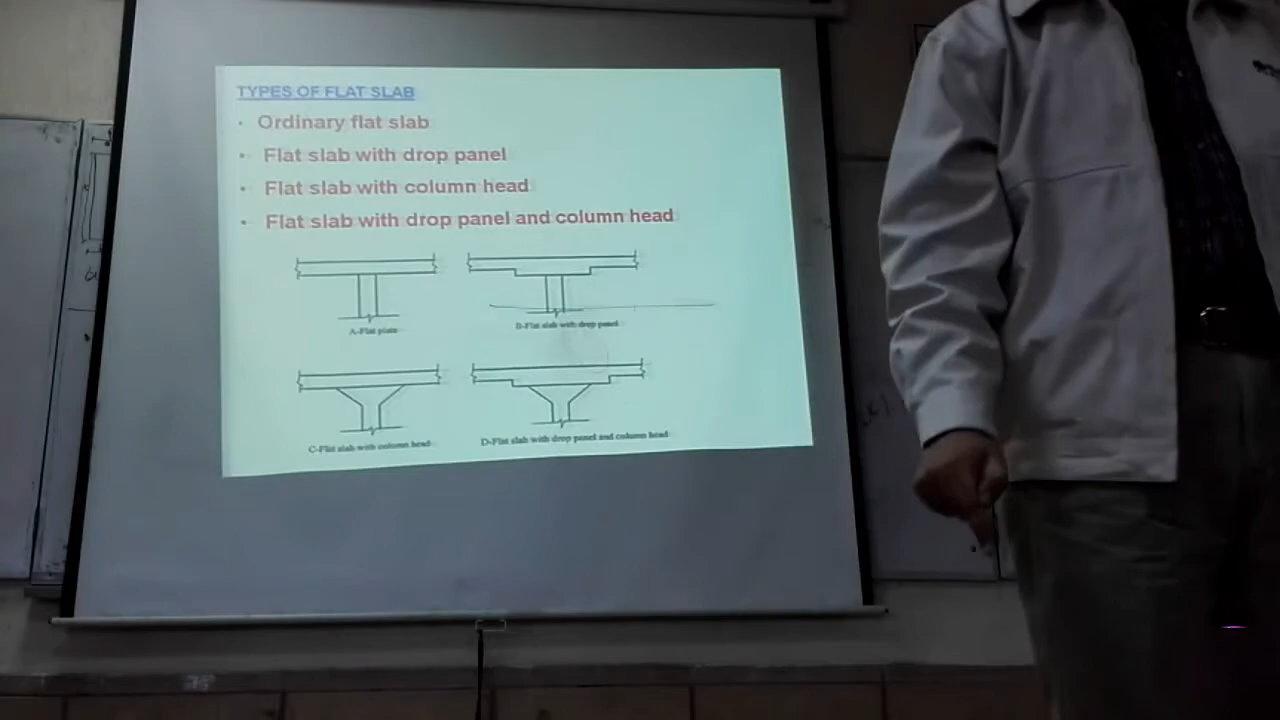 TYPES OF FLAT SLAB
• Ordinary flat slab
• Flat slab with drop panel
• Flat slab with column head
• Flat slab with drop panel and column head
A-Flat plate
B-Flat slab with drop panel
C-Flat slab with column head
D-Flat slab with drop panel and column head